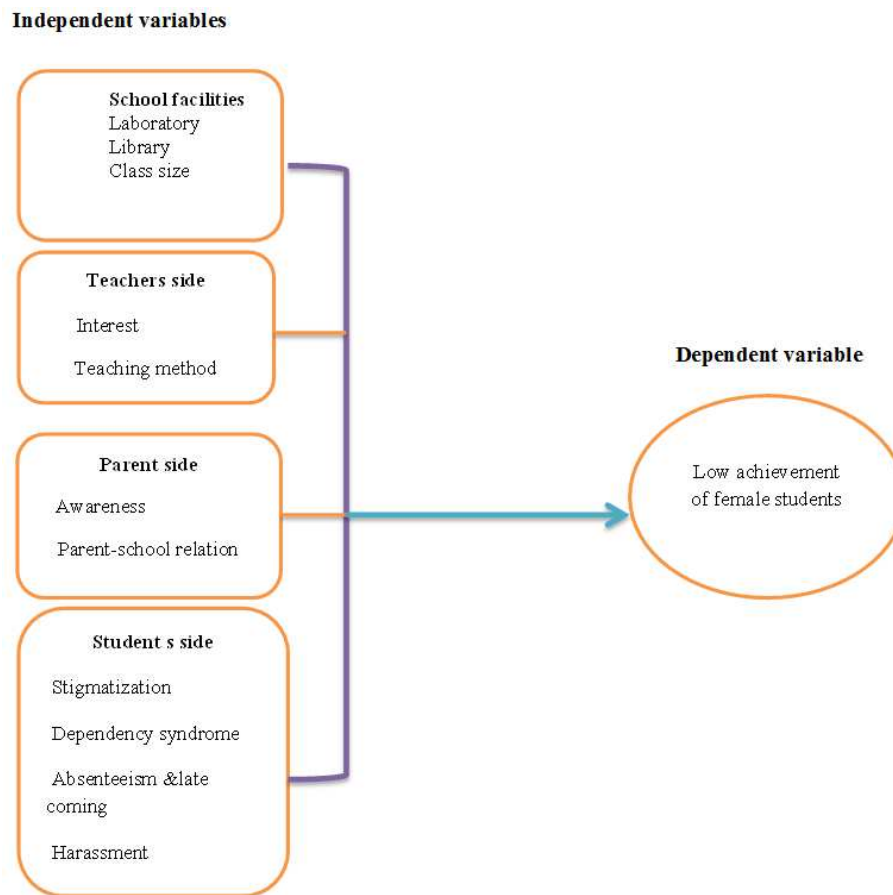 Independent variables
School facilities
Laboratory
Library
Class size
Teachers side
Interest
Teaching method
Parent side
Awareness
Parent-school relation
Student s side
Stigmatization
Dependency syndrome
Absenteeism &late
coming
Harassment
Dependent variable
Low achievement
of female students